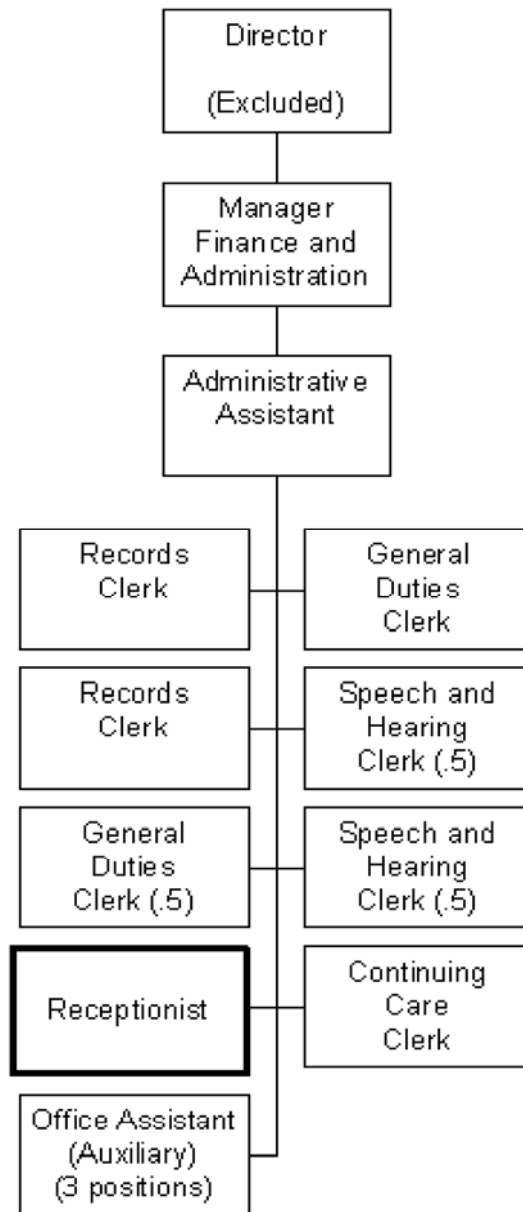 Director
(Excluded)
Manager
Finance and
Administration
Administrative
Assistant
Records
Clerk
General
Duties
Clerk
Records
Clerk
Speech and
Hearing
Clerk (.5)
General
Duties
Clerk (.5)
Speech and
Hearing
Clerk (.5)
Receptionist
Continuing
Care
Clerk
Office Assistant
(Auxiliary)
(3 positions)